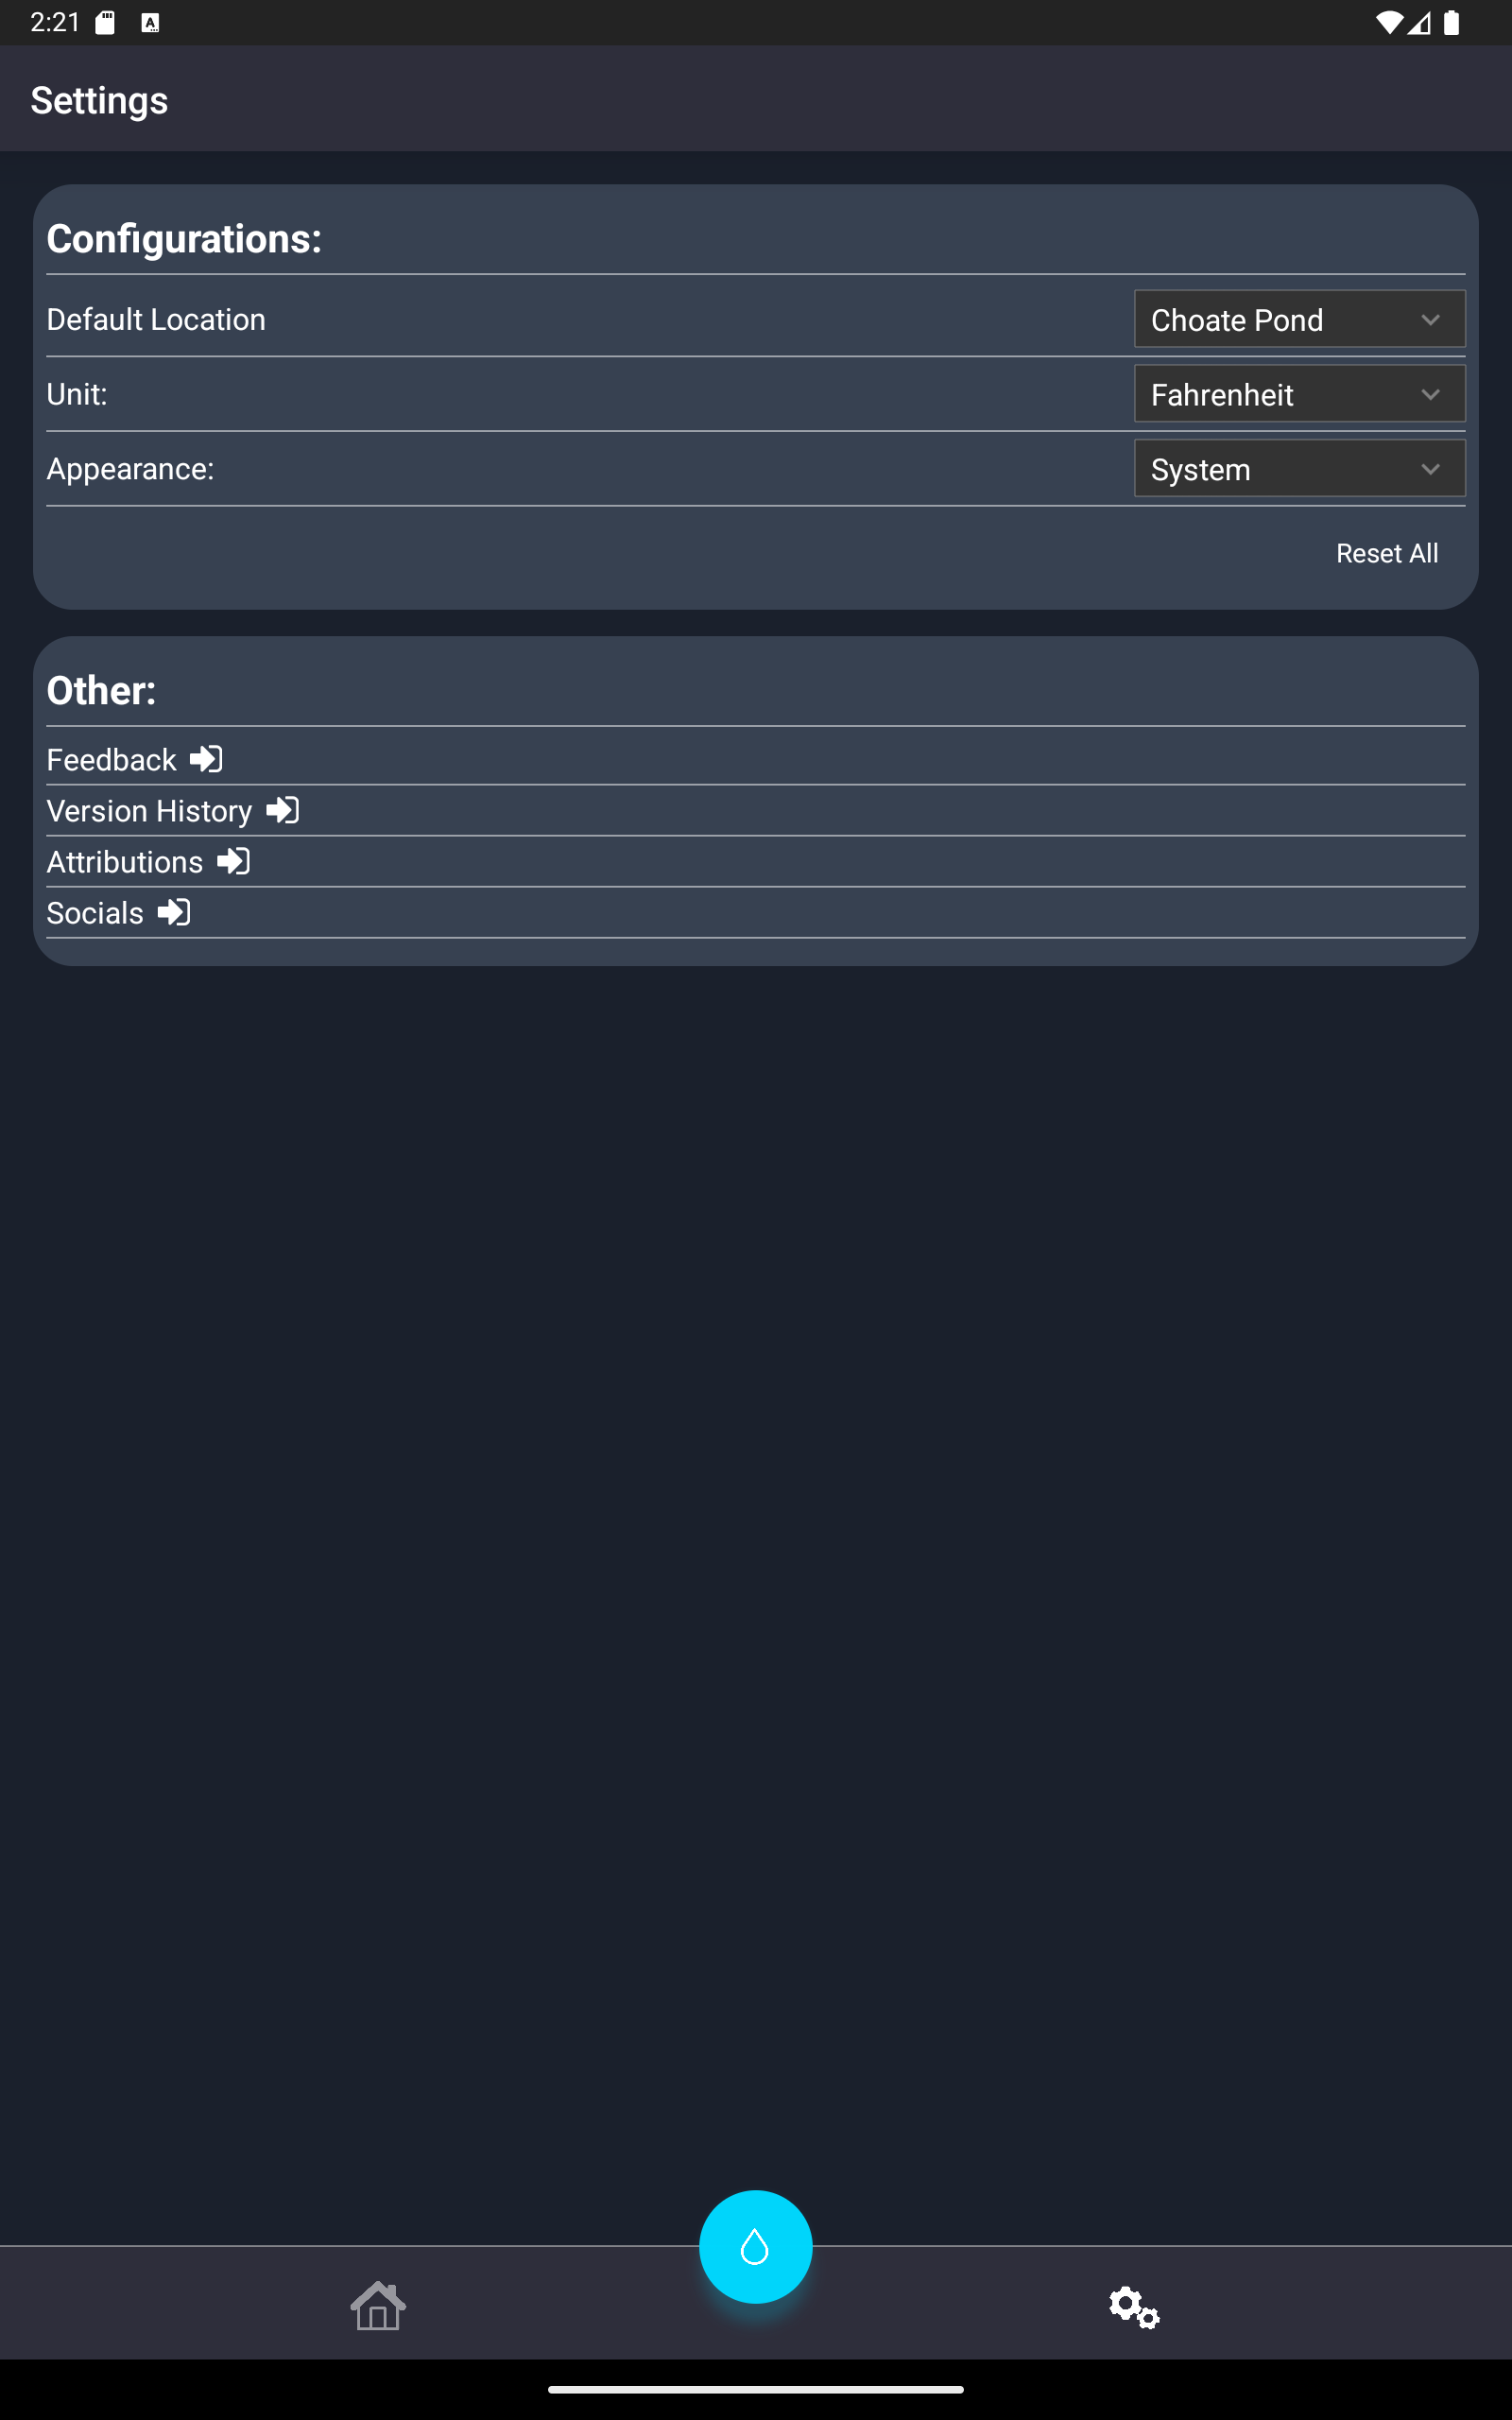 2:21
Settings
Configurations:
Default Location
Choate Pond
Unit:
Fahrenheit
Appearance:
System
Reset All
Other:
Feedback
Version History
Attributions
Socials